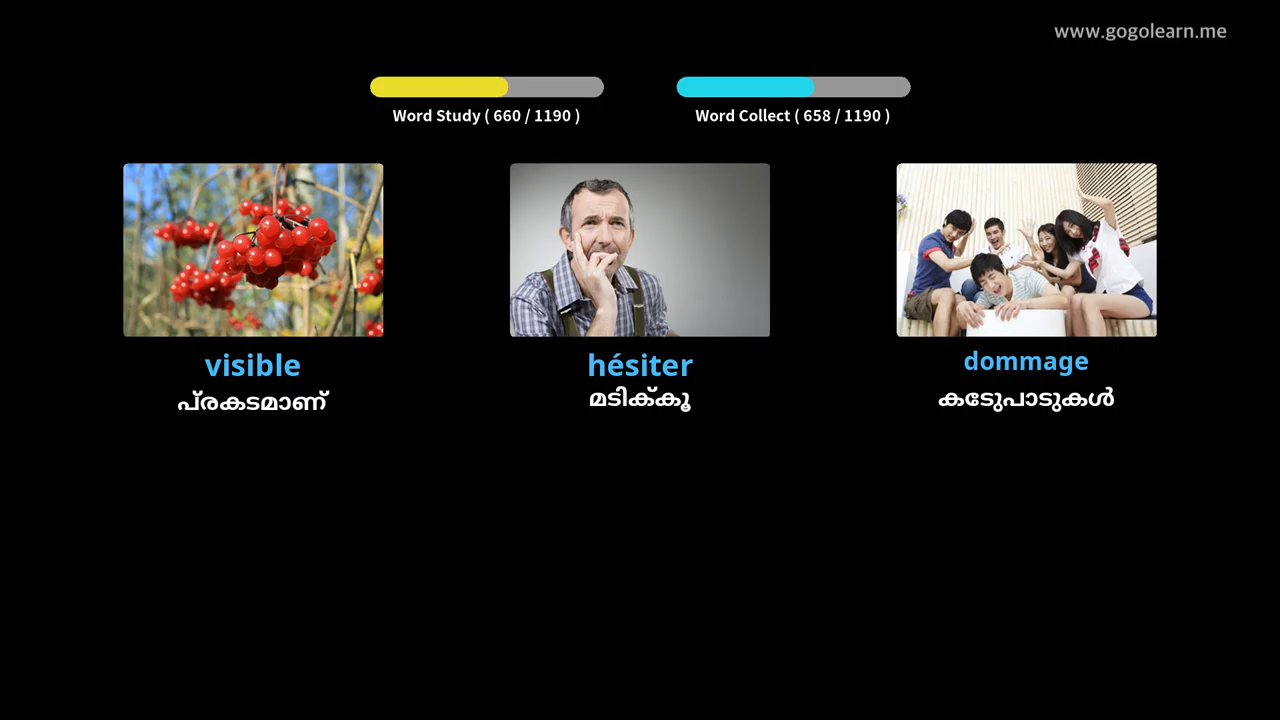 www.gogolearn.me
Word Study ( 660 / 1190 )
Word Collect ( 658 / 1190 )
visible
hésiter
dommage
പ്രകടമാണ്
മടിക്കൂ
കടേുപാടുകൾ